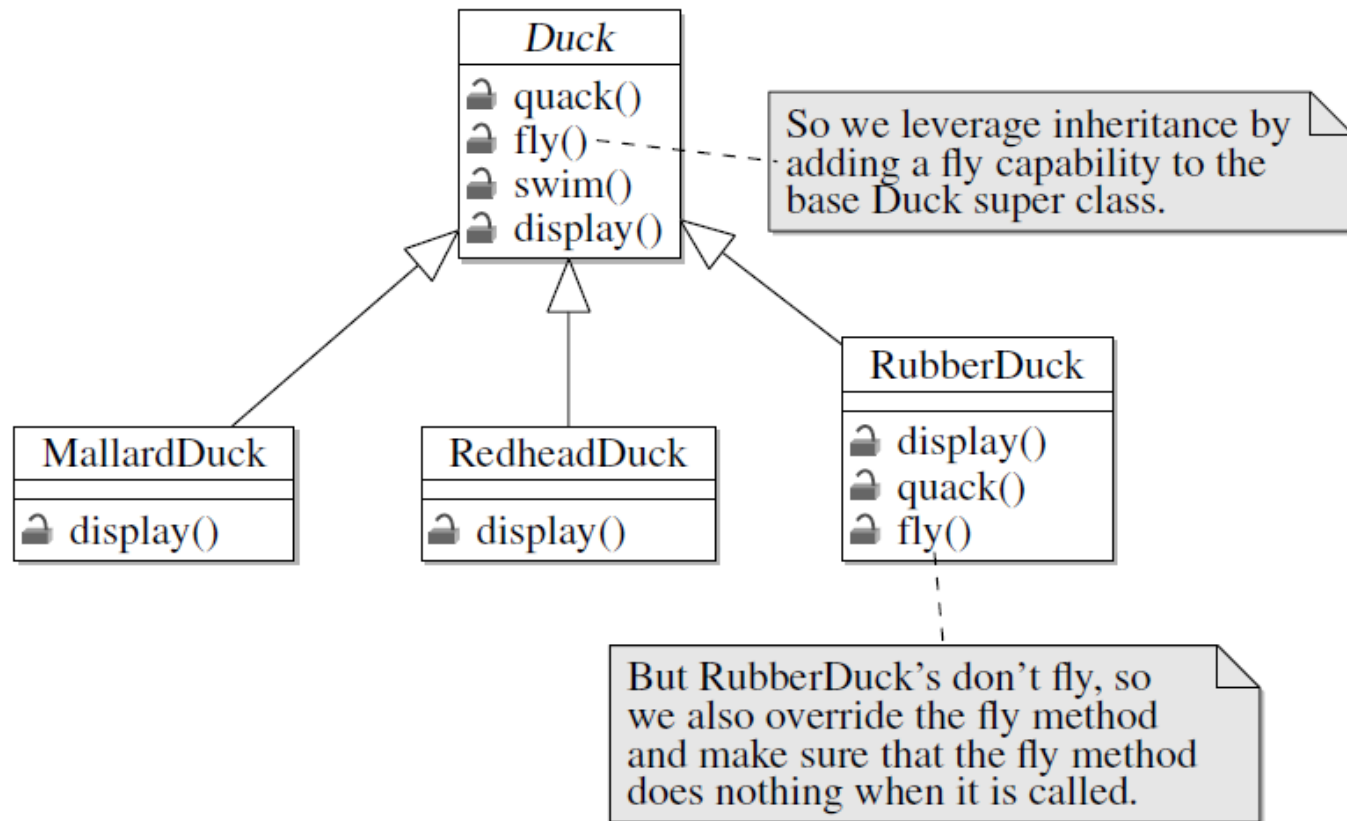 Duck
quack()
fly()
swim()
display()
So we leverage inheritance by
adding a fly capability to the
base Duck super class.
MallardDuck
display()
RedheadDuck
display()
RubberDuck
display()
quack()
fly()
But RubberDuck’s don’t fly, so
we also override the fly method
and make sure that the fly method
does nothing when it is called.